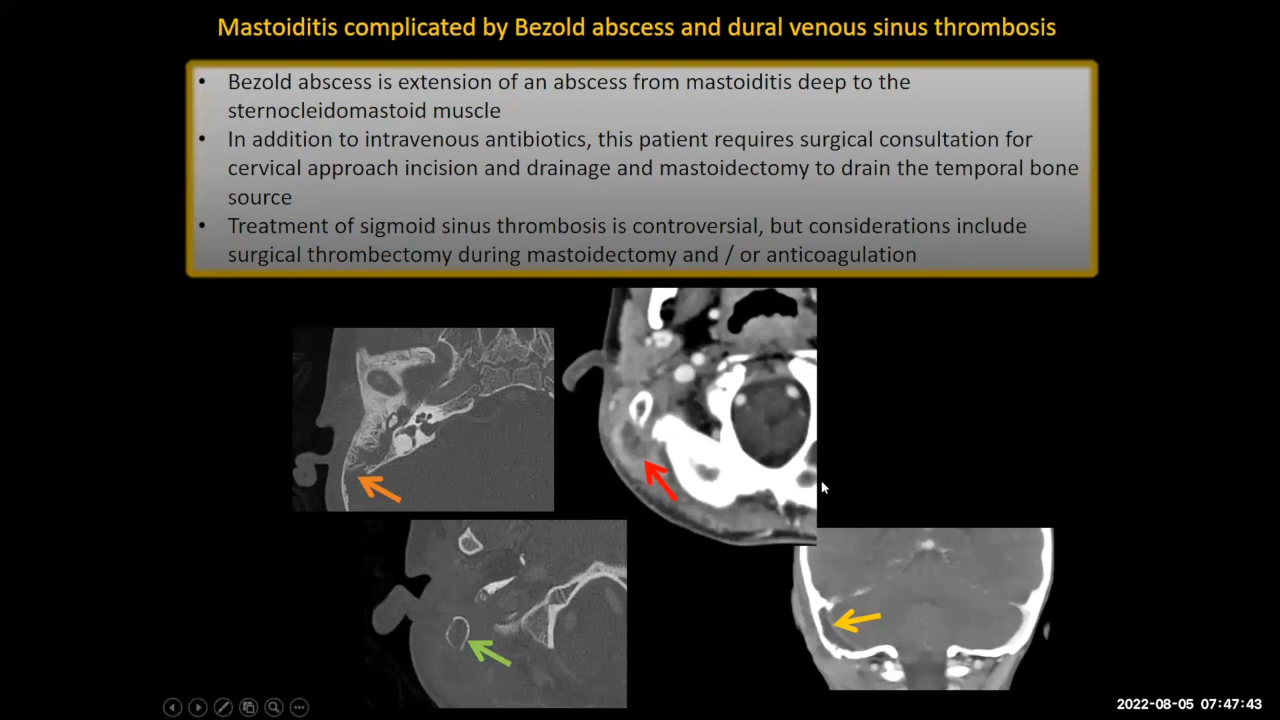 Mastoiditis complicated by Bezold abscess and dural venous sinus thrombosis
• Bezold abscess is extension of an abscess from mastoiditis deep to the
sternocleidomastoid muscle
• In addition to intravenous antibiotics, this patient requires surgical consultation for
cervical approach incision and drainage and mastoidectomy to drain the temporal bone
source
• Treatment of sigmoid sinus thrombosis is controversial, but considerations include
surgical thrombectomy during mastoidectomy and / or anticoagulation
2022-08-05 07:47:43